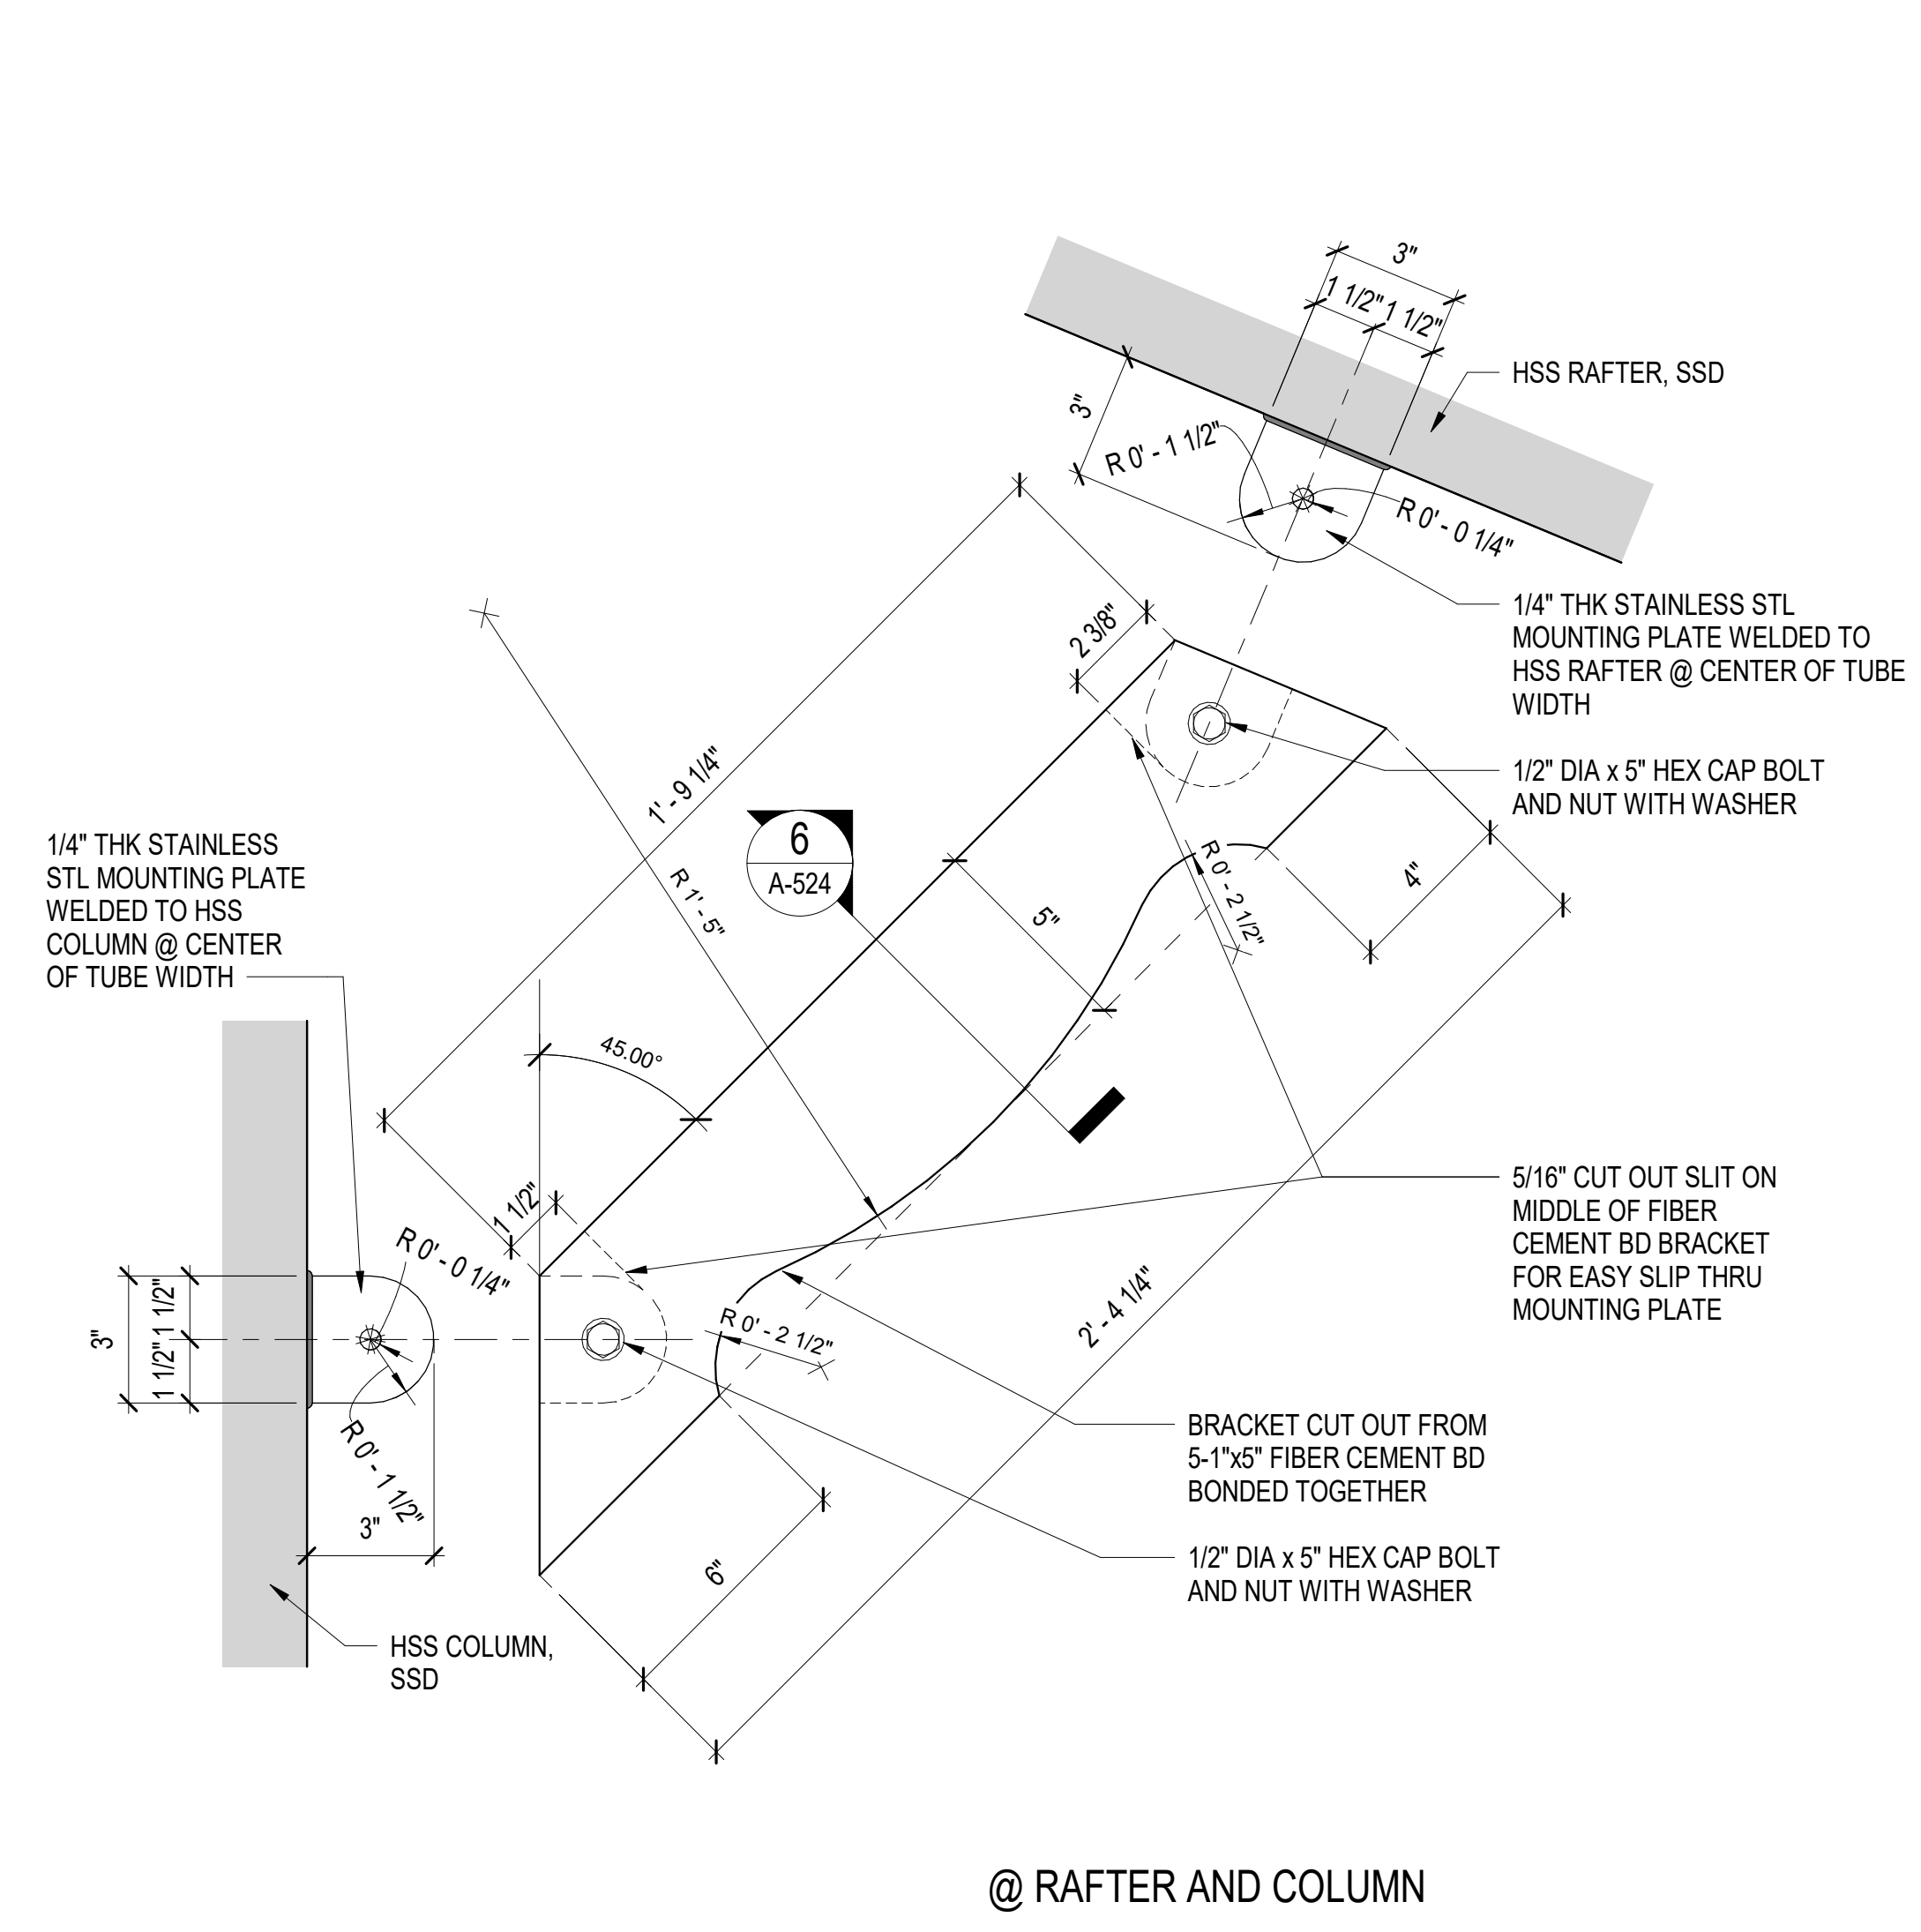 3"
1 1/2" 1 1/2"
HSS RAFTER, SSD
3"
R 0' - 1 1/2"
R 0' - 0 1/4"
1/4" THK STAINLESS STL
MOUNTING PLATE WELDED TO
HSS RAFTER @ CENTER OF TUBE
WIDTH
2 3/8"
1/2" DIA x 5" HEX CAP BOLT
AND NUT WITH WASHER
1' - 9 1/4"
6
A-524
1/4" THK STAINLESS
STL MOUNTING PLATE
WELDED TO HSS
COLUMN @ CENTER
OF TUBE WIDTH
R 1' - 5"
5"
R 0' - 2 1/2"
4"
45.00°
1 1/2"
R 0' - 0 1/4"
5/16" CUT OUT SLIT ON
MIDDLE OF FIBER
CEMENT BD BRACKET
FOR EASY SLIP THRU
MOUNTING PLATE
3"
1 1/2" 1 1/2"
R 0' - 2 1/2"
2' - 4 1/4"
R 0' - 1 1/2"
3"
BRACKET CUT OUT FROM
5-1"x5" FIBER CEMENT BD
BONDED TOGETHER
6"
1/2" DIA x 5" HEX CAP BOLT
AND NUT WITH WASHER
HSS COLUMN,
SSD
@ RAFTER AND COLUMN